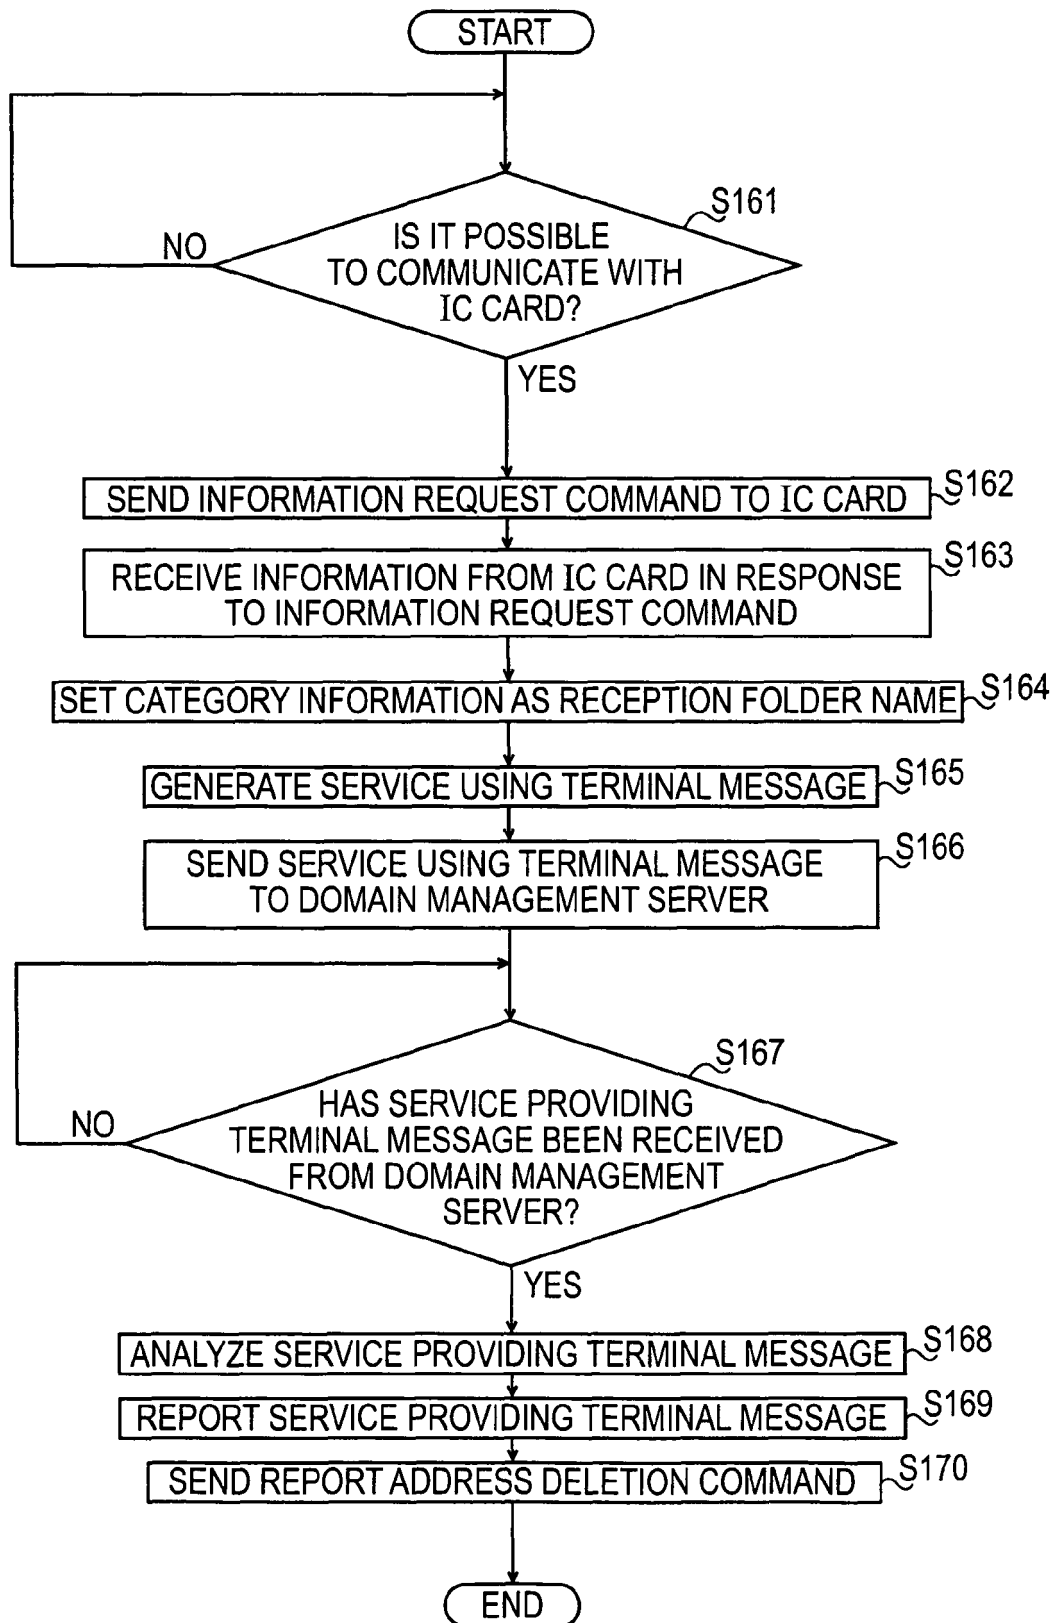 START
S161
IS IT POSSIBLE
TO COMMUNICATE WITH
IC CARD?
NO
YES
SEND INFORMATION REQUEST COMMAND TO IC CARD
S162
RECEIVE INFORMATION FROM IC CARD IN RESPONSE
TO INFORMATION REQUEST COMMAND
S163
SET CATEGORY INFORMATION AS RECEPTION FOLDER NAME
S164
GENERATE SERVICE USING TERMINAL MESSAGE
S165
SEND SERVICE USING TERMINAL MESSAGE
TO DOMAIN MANAGEMENT SERVER
S166
S167
HAS SERVICE PROVIDING
TERMINAL MESSAGE BEEN RECEIVED
FROM DOMAIN MANAGEMENT
SERVER?
NO
YES
ANALYZE SERVICE PROVIDING TERMINAL MESSAGE
S168
REPORT SERVICE PROVIDING TERMINAL MESSAGE
S169
SEND REPORT ADDRESS DELETION COMMAND
S170
END